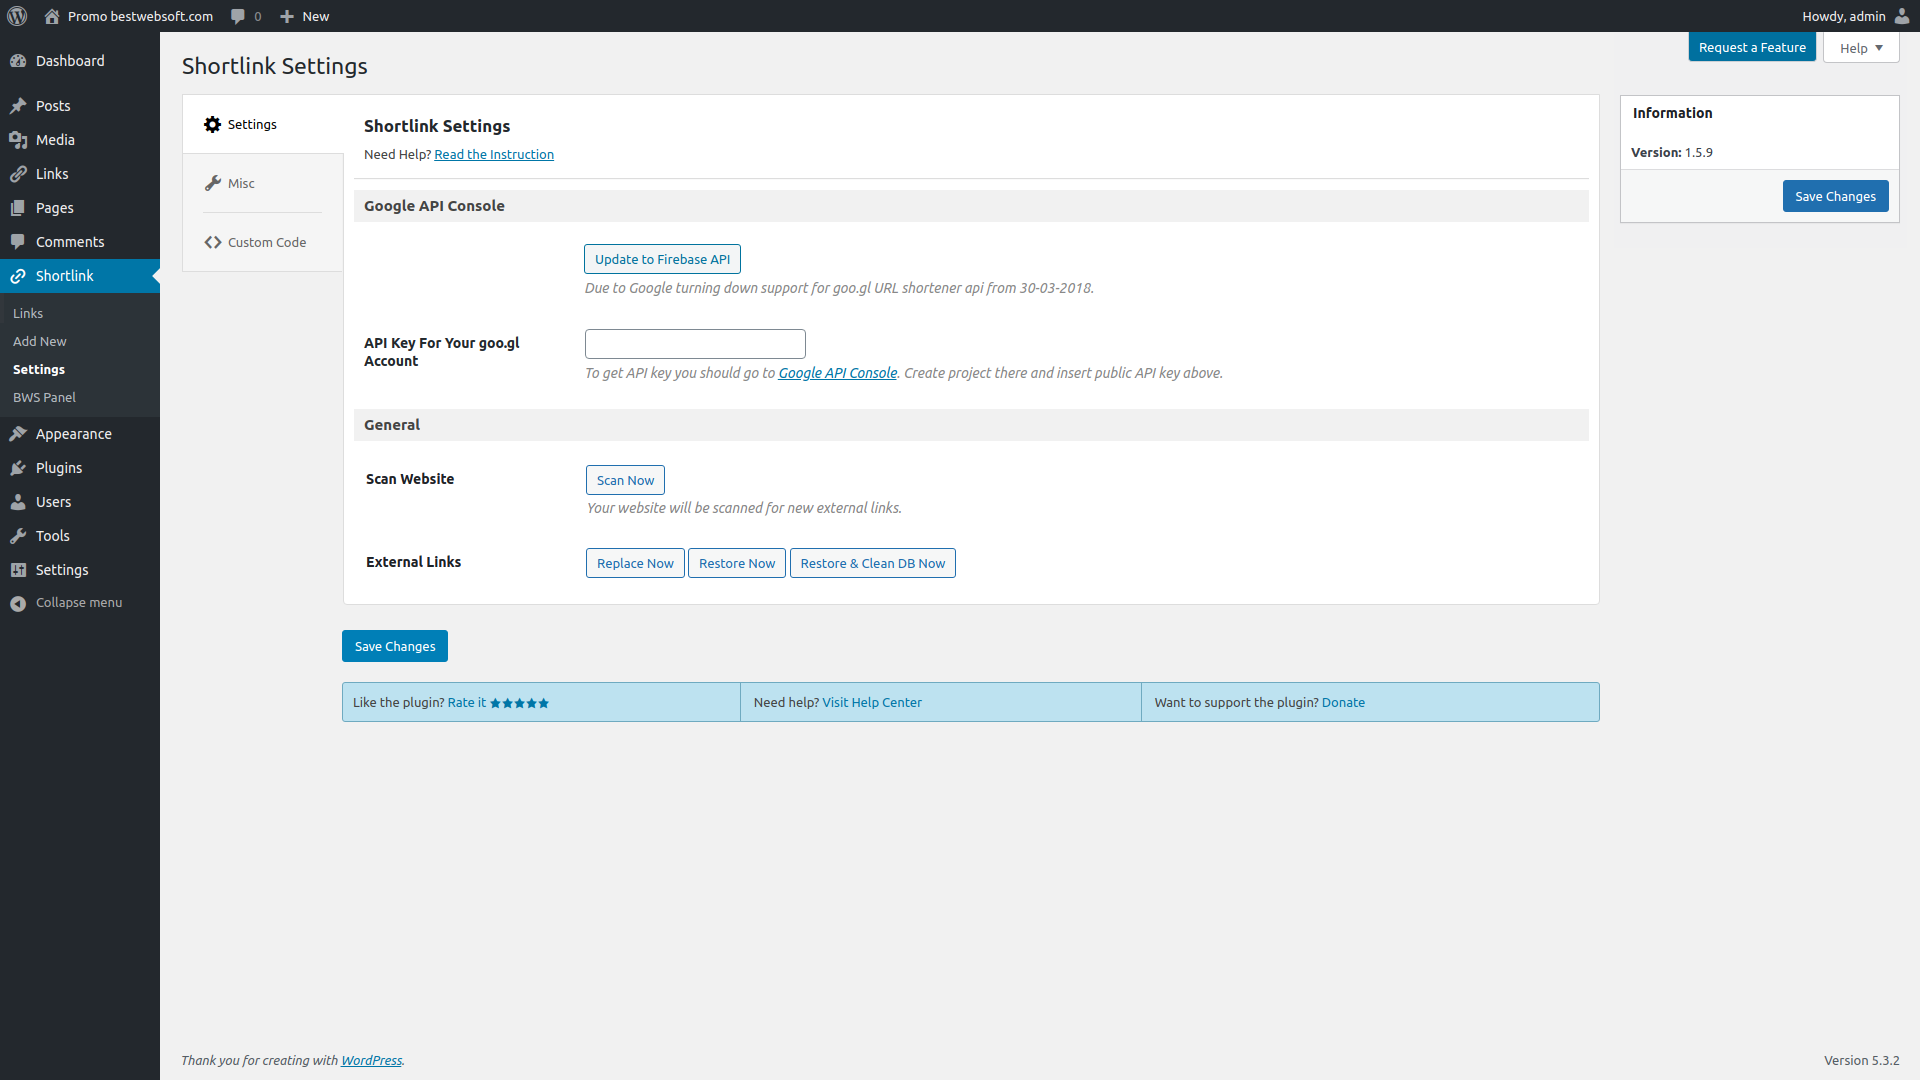 Promo bestwebsoft.com
0
New
Howdy, admin
Dashboard
Posts
Media
Links
Pages
Comments
Shortlink
Links
Add New
Settings
BWS Panel
Appearance
Plugins
Users
Tools
Settings
Collapse menu
Request a Feature
Help
Shortlink Settings
Settings
Misc
Custom Code
Shortlink Settings
Need Help? Read the Instruction
Google API Console
Update to Firebase API
Due to Google turning down support for goo.gl URL shortener api from 30-03-2018.
API Key For Your goo.gl
Account
To get API key you should go to Google API Console. Create project there and insert public API key above.
General
Scan Website
Scan Now
Your website will be scanned for new external links.
External Links
Replace Now
Restore Now
Restore & Clean DB Now
Save Changes
Like the plugin? Rate it ★★★★★
Need help? Visit Help Center
Want to support the plugin? Donate
Information
Version: 1.5.9
Save Changes
Thank you for creating with WordPress.
Version 5.3.2